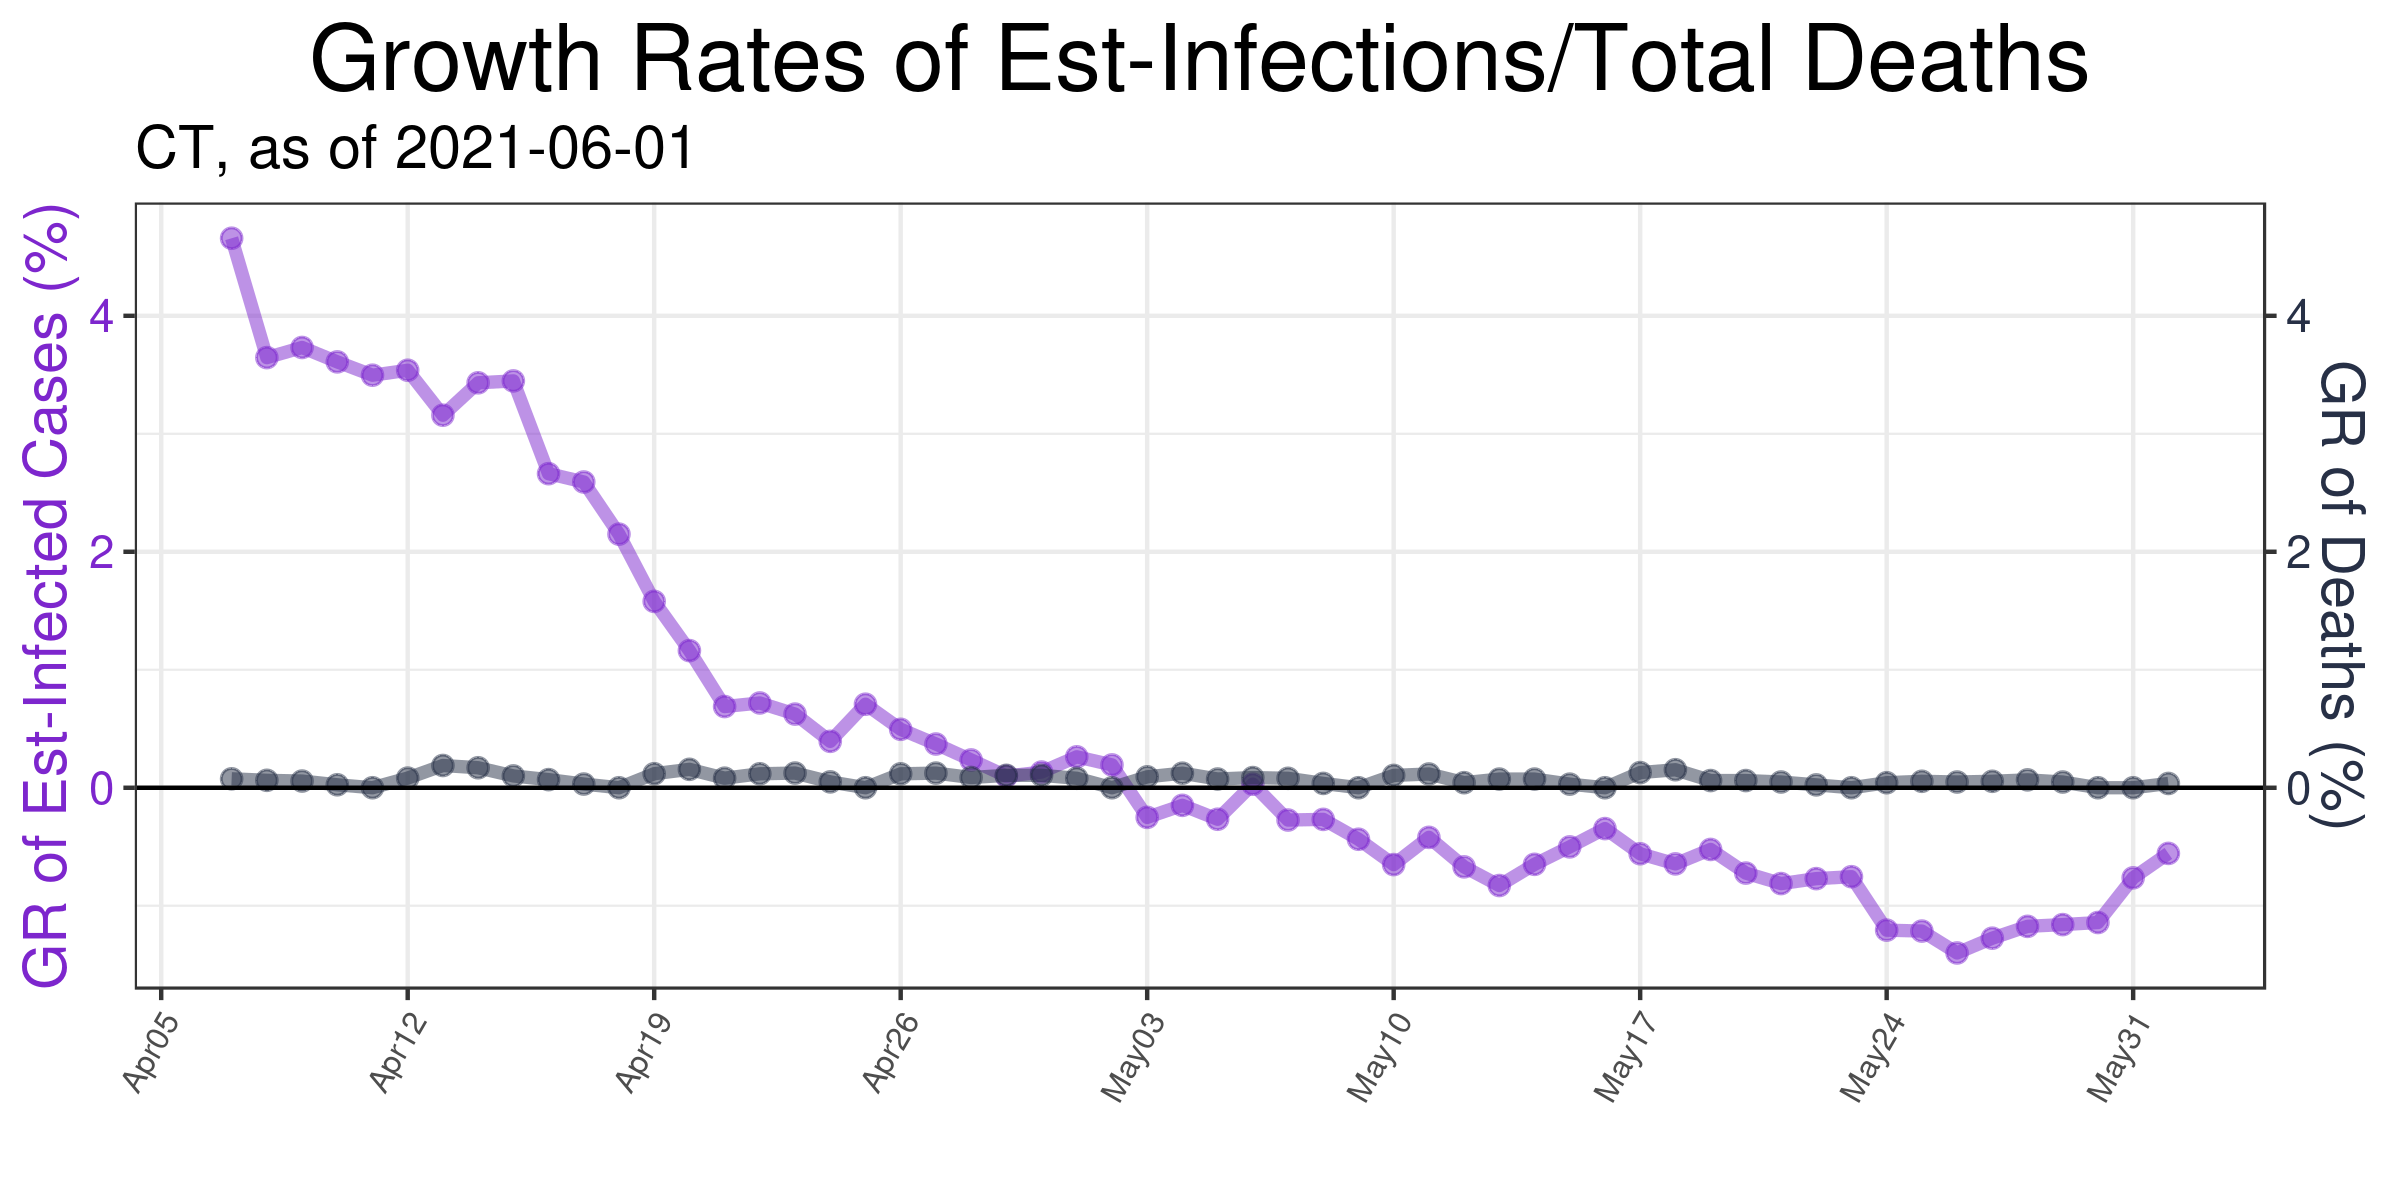 Growth Rates of Est-Infections/Total Deaths
CT, as of 2021-06-01
GR of Est-Infected Cases (%)
4
2
0
4
2
0
GR of Deaths (%)
Apr05
Apr12
Apr19
Apr26
May03
May10
May17
May24
May31